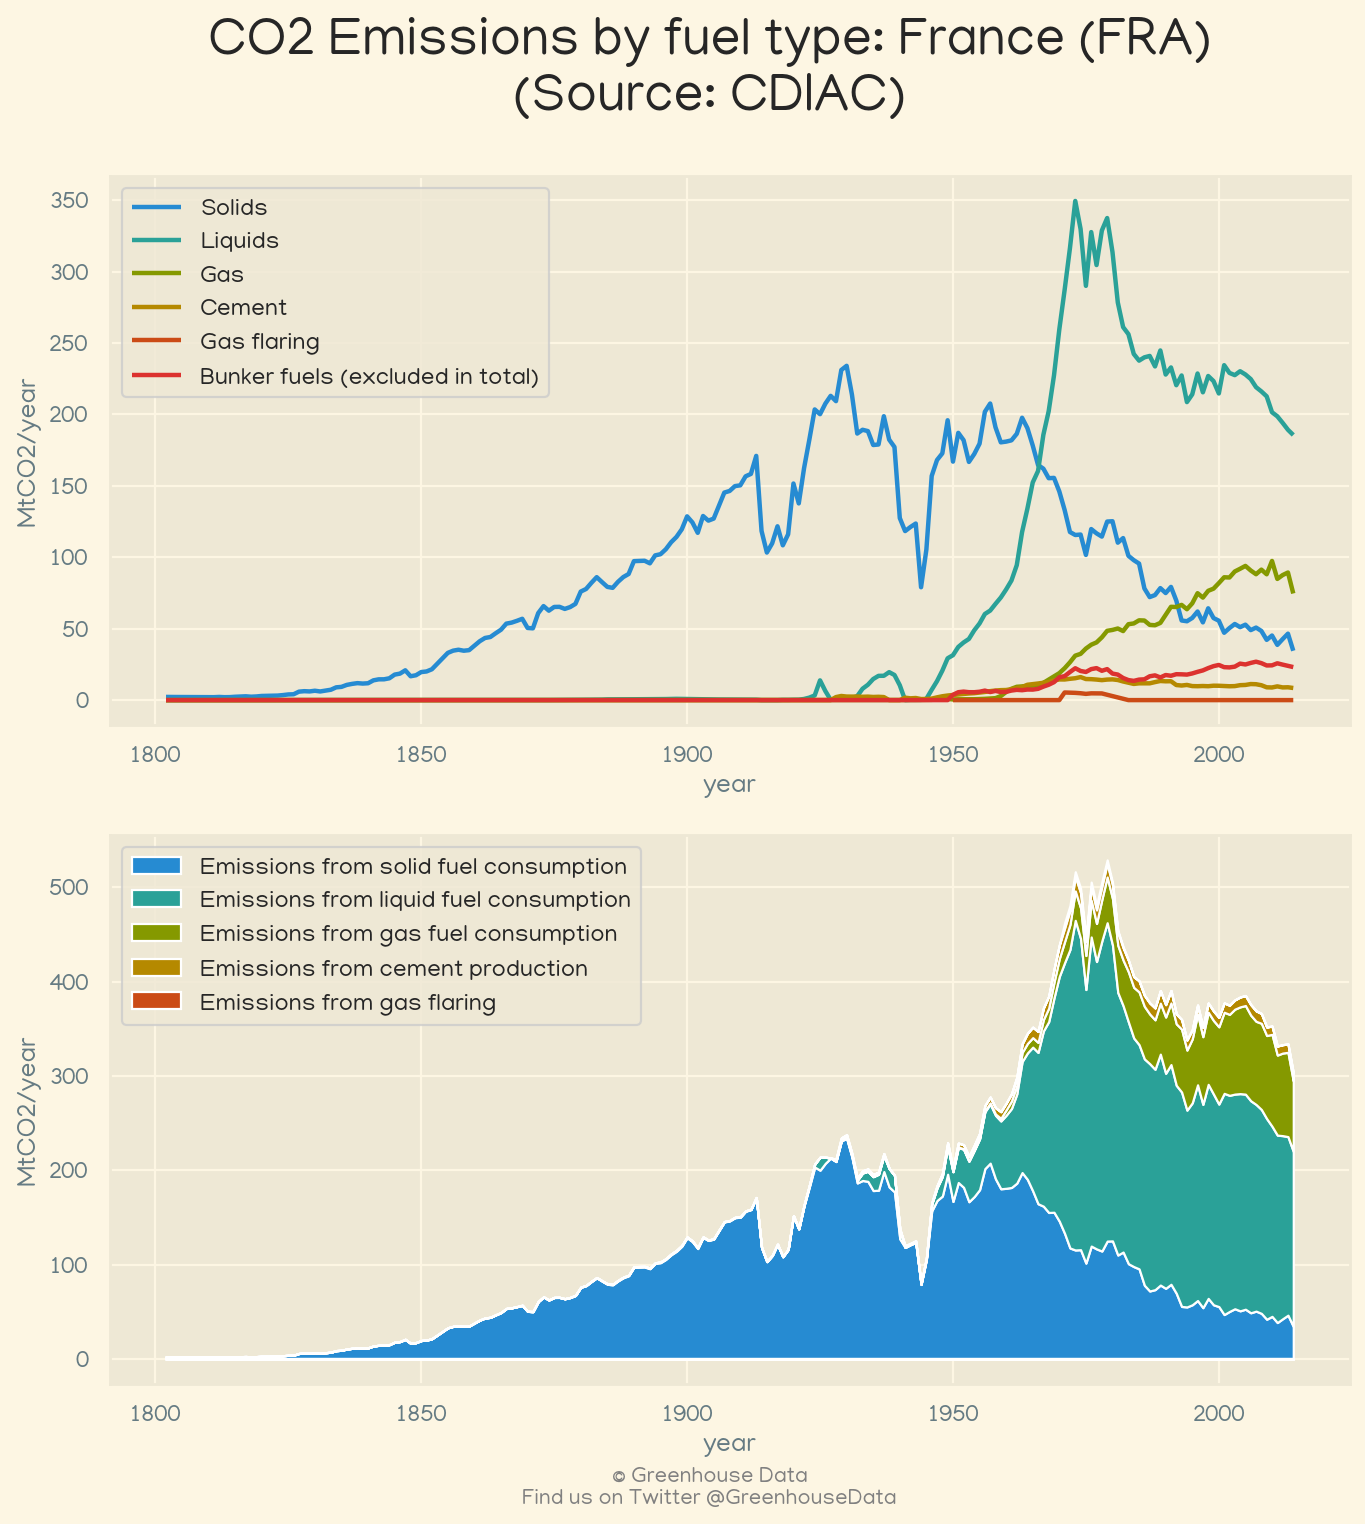 CO2 Emissions by fuel type: France (FRA)
(Source: CDIAC)
350
300
250
200
150
100
50
0
MtCO2/year
Solids
Liquids
Gas
Cement
Gas flaring
Bunker fuels (excluded in total)
1800
1850
1900
1950
2000
year
500
400
300
200
100
0
MtCO2/year
Emissions from solid fuel consumption
Emissions from liquid fuel consumption
Emissions from gas fuel consumption
Emissions from cement production
Emissions from gas flaring
1800
1850
1900
1950
2000
year
© Greenhouse Data
Find us on Twitter @GreenhouseData